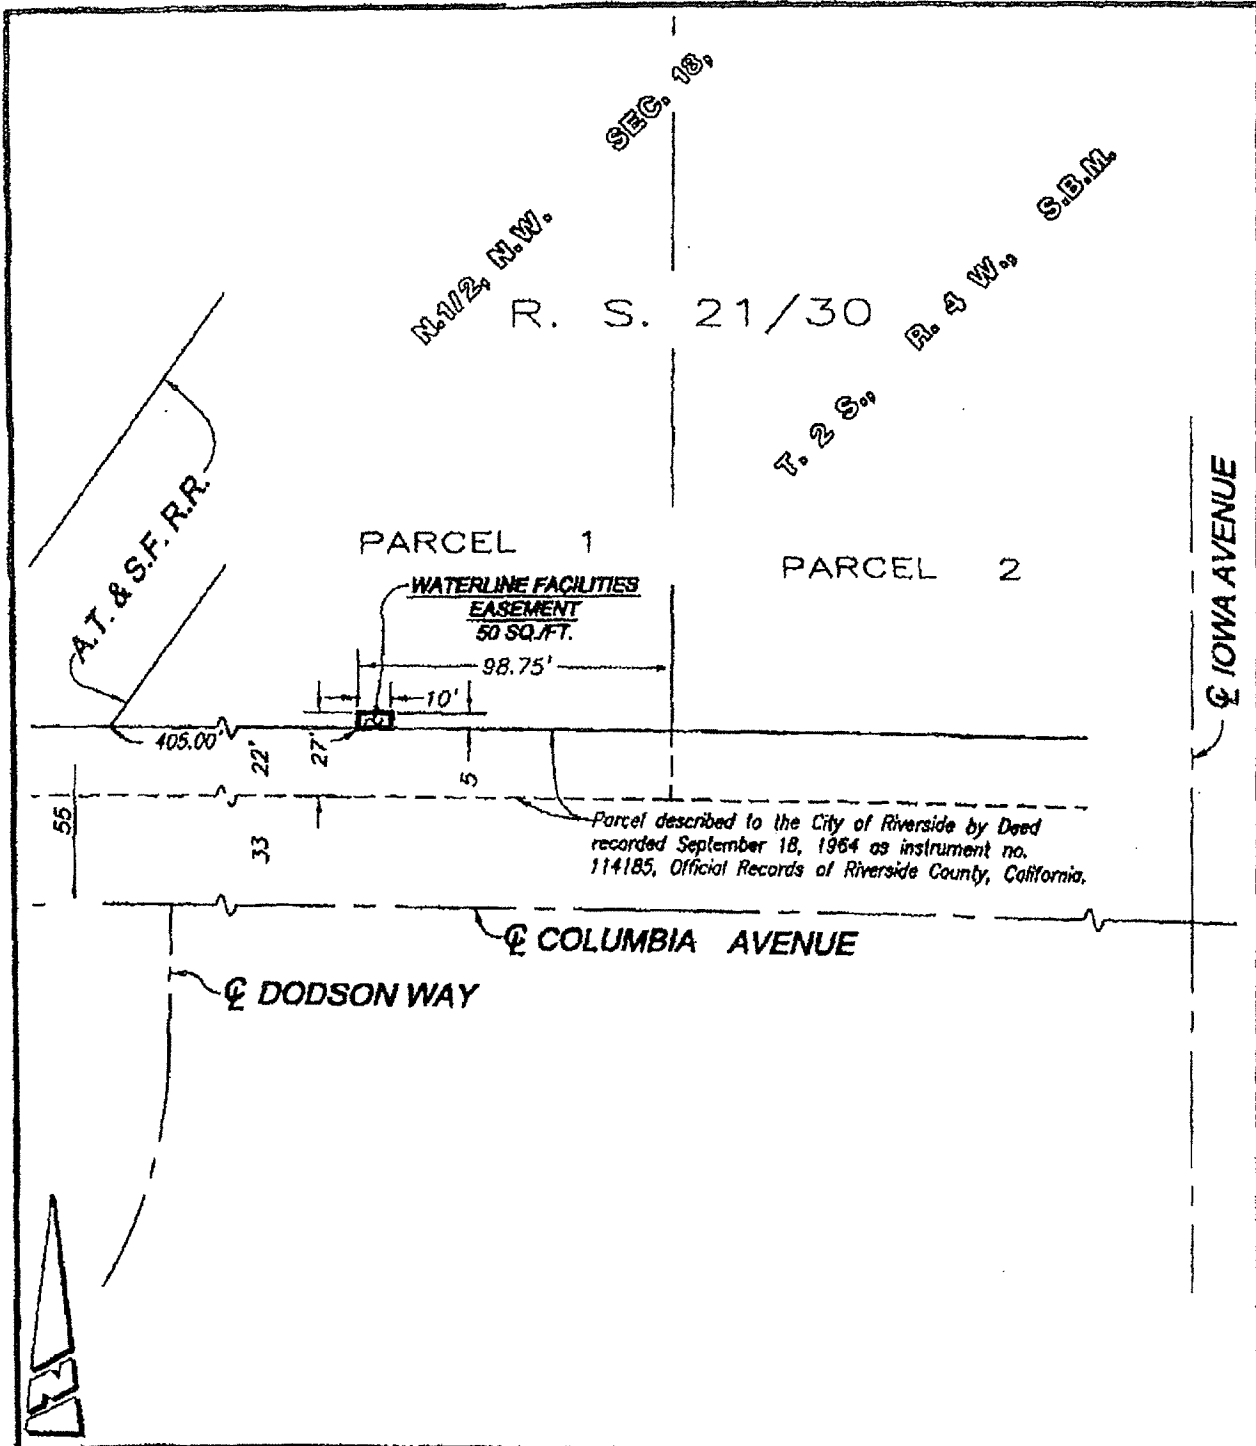 SEC. 18,
N.1/2, N.W.
S.B.M.
R. 4 W.,
T. 2 S.,
R. S. 21/30
A.T. & S.F. R.R.
PARCEL 1
PARCEL 2
WATERLINE FACILITIES
EASEMENT
50 SQ./FT.
98.75'
10'
405.00'
22'
27'
5
55
33
℄ IOWA AVENUE
Parcel described to the City of Riverside by Deed
recorded September 18, 1964 as instrument no.
114185, Official Records of Riverside County, California.
℄ COLUMBIA AVENUE
℄ DODSON WAY
N